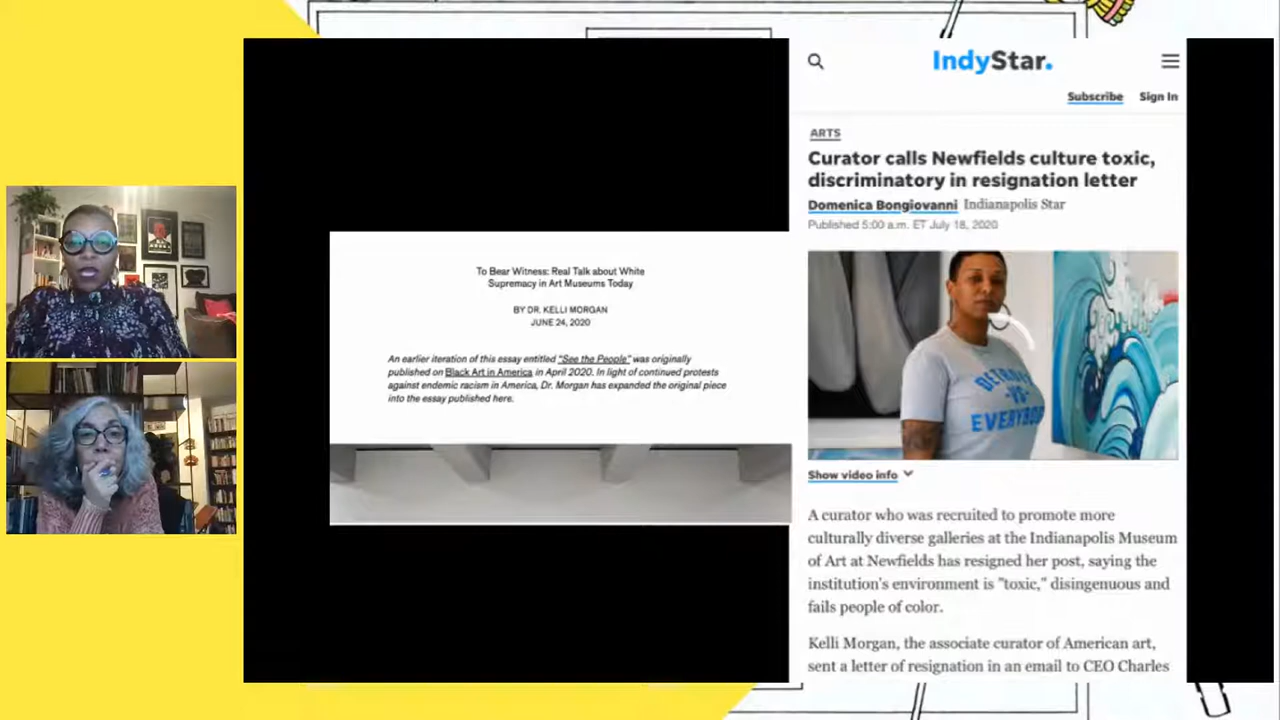 To Bear Witness: Real Talk about White
Supremacy in Art Museums Today
BY DR. KELLI MORGAN
JUNE 24, 2020
An earlier iteration of this essay entitled "See the People" was originally
published on Black Art in America in April 2020. In light of continued protests
against endemic racism in America, Dr. Morgan has expanded the original piece
into the essay published here.
IndyStar.
Subscribe Sign In
ARTS
Curator calls Newfields culture toxic,
discriminatory in resignation letter
Domenica Bongiovanni Indianapolis Star
Published 5:00 a.m. ET July 18, 2020
DETROIT
-VS-
EVERYBODY
Show video info
A curator who was recruited to promote more
culturally diverse galleries at the Indianapolis Museum
of Art at Newfields has resigned her post, saying the
institution's environment is "toxic," disingenuous and
fails people of color.
Kelli Morgan, the associate curator of American art,
sent a letter of resignation in an email to CEO Charles